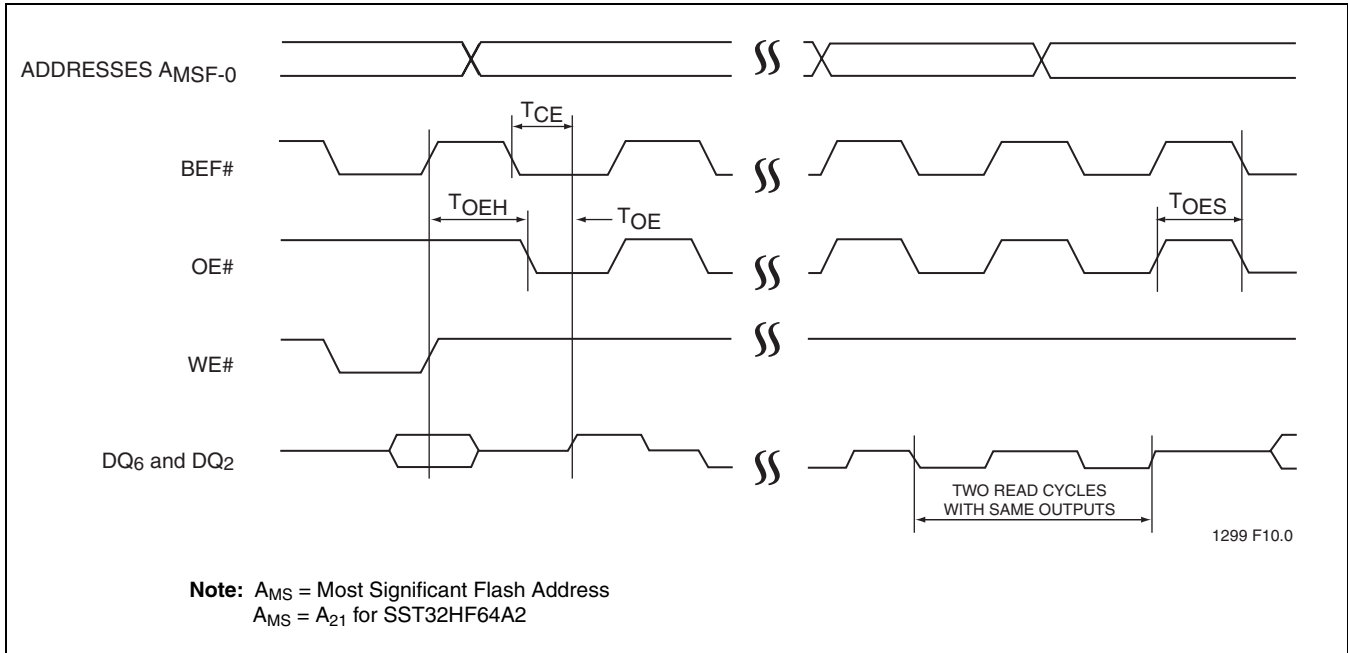 ADDRESSES AMSF-0
TCE
BEF#
TOEH
TOE
TOES
OE#
WE#
DQ6 and DQ2
TWO READ CYCLES
WITH SAME OUTPUTS
1299 F10.0
Note: AMS = Most Significant Flash Address
AMS = A21 for SST32HF64A2